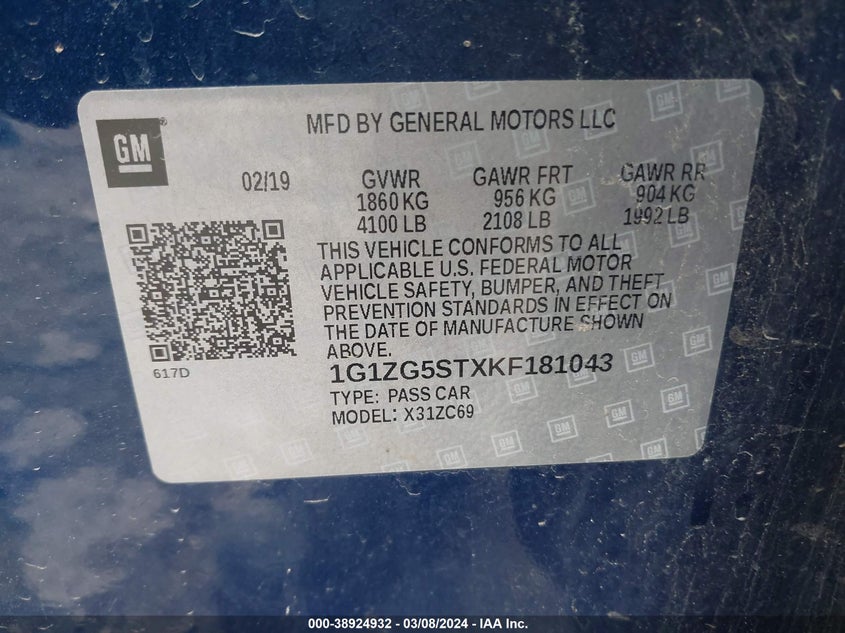 GM
MFD BY GENERAL MOTORS LLC
02/19
GVWR GAWR FRT GAWR RR
1860 KG 956 KG 904 KG
4100 LB 2108 LB 1992 LB
THIS VEHICLE CONFORMS TO ALL
APPLICABLE U.S. FEDERAL MOTOR
VEHICLE SAFETY, BUMPER, AND THEFT
PREVENTION STANDARDS IN EFFECT ON
THE DATE OF MANUFACTURE SHOWN
ABOVE.
617D
1G1ZG5STXKF181043
TYPE: PASS CAR
MODEL: X31ZC69
000-38924932 - 03/08/2024 - IAA Inc.